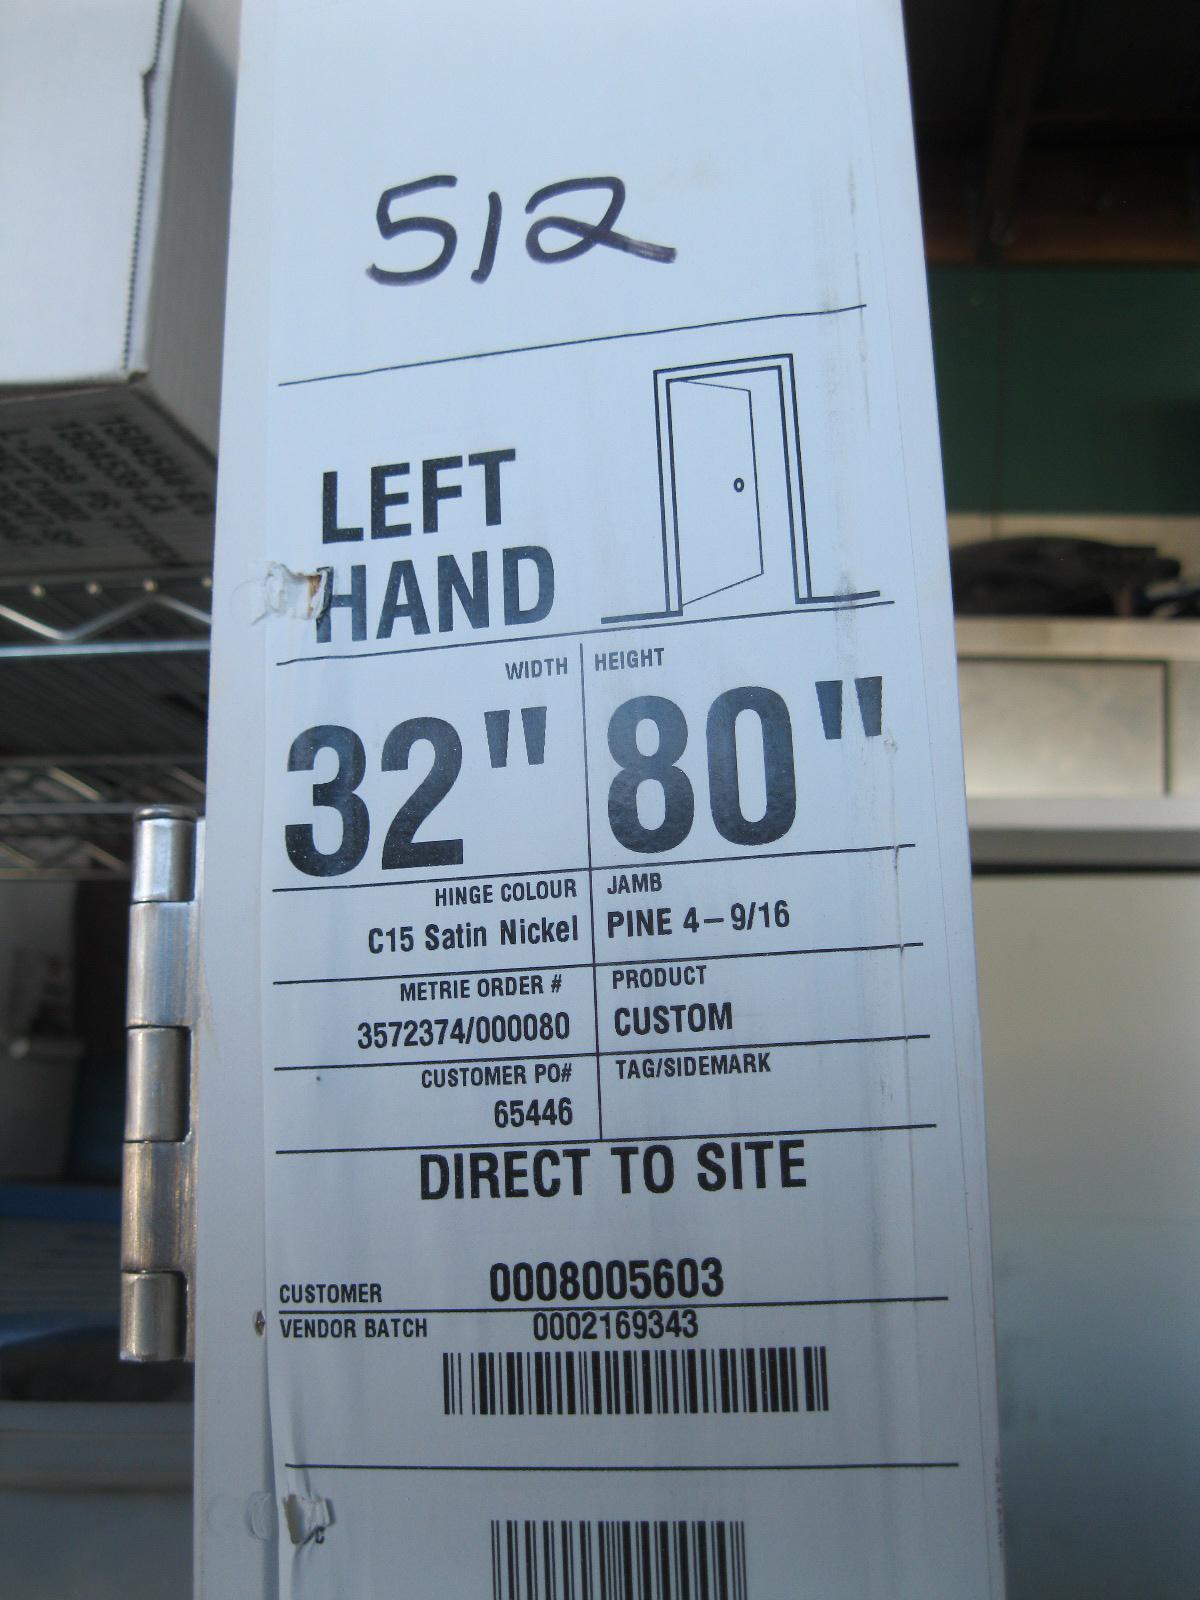 512
LEFT
HAND
WIDTH
32"
HEIGHT
80"
HINGE COLOUR
C15 Satin Nickel
JAMB
PINE 4-9/16
METRIE ORDER #
3572374/000080
PRODUCT
CUSTOM
CUSTOMER PO#
65446
TAG/SIDEMARK
DIRECT TO SITE
CUSTOMER 0008005603
VENDOR BATCH 0002169343